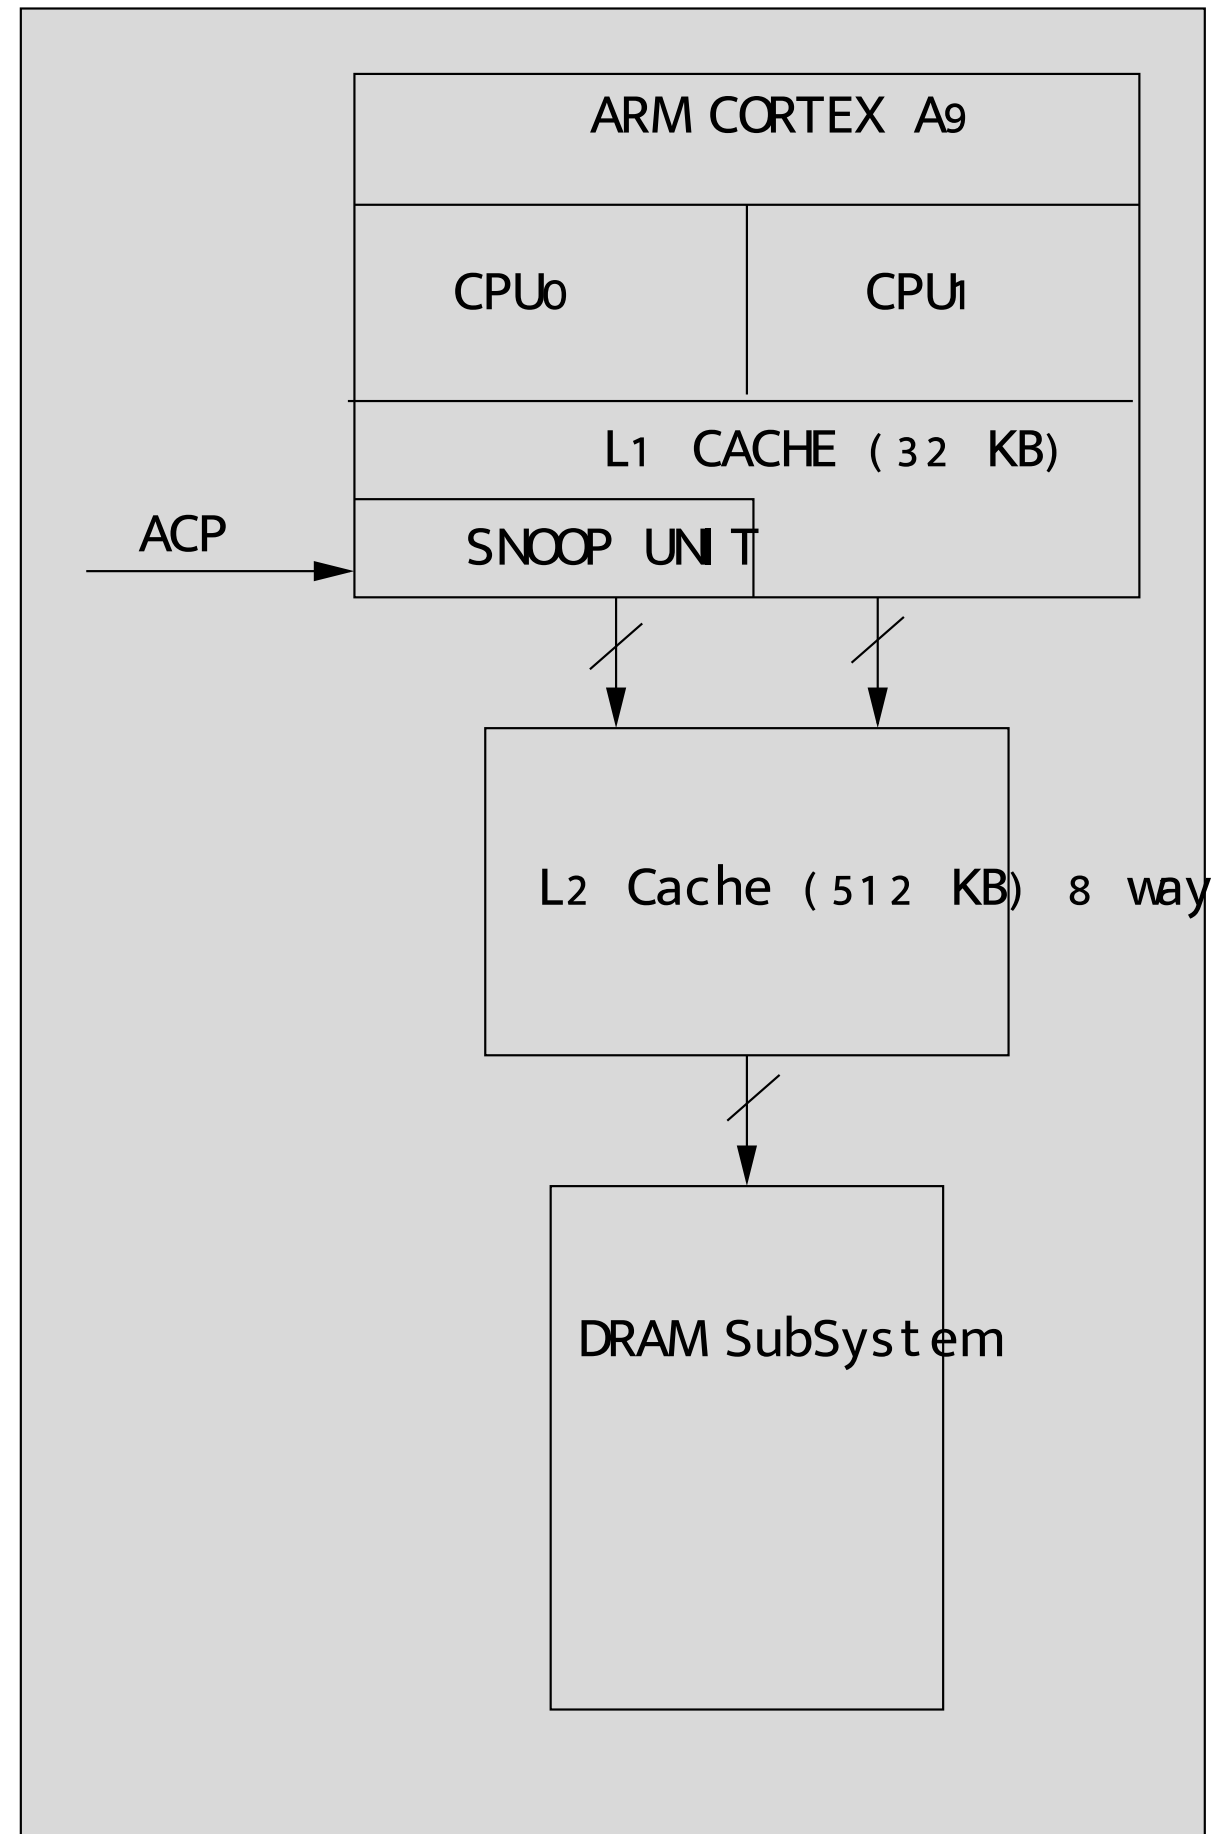 ARM CORTEX A9
CPU0
CPU1
L1 CACHE (32 KB)
ACP
SNOOP UNIT
L2 Cache (512 KB) 8 way
DRAM SubSystem